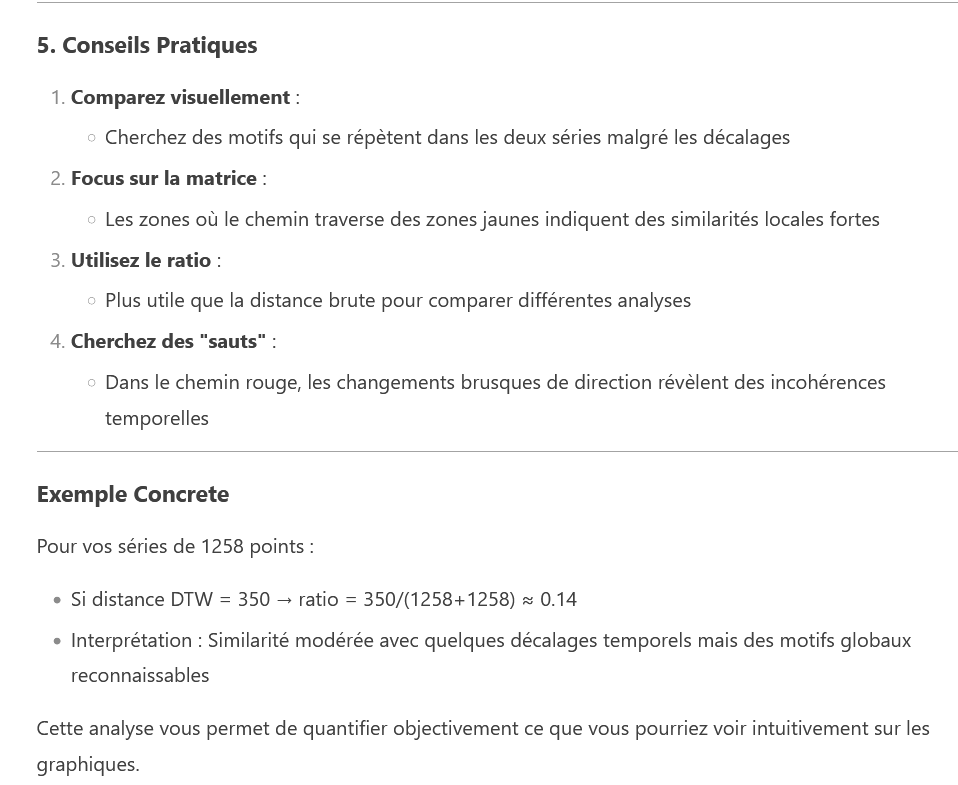 5. Conseils Pratiques
1. Comparez visuellement :
○ Cherchez des motifs qui se répètent dans les deux séries malgré les décalages
2. Focus sur la matrice :
○ Les zones où le chemin traverse des zones jaunes indiquent des similarités locales fortes
3. Utilisez le ratio :
○ Plus utile que la distance brute pour comparer différentes analyses
4. Cherchez des "sauts" :
○ Dans le chemin rouge, les changements brusques de direction révèlent des incohérences
temporelles
Exemple Concrete
Pour vos séries de 1258 points :
• Si distance DTW = 350 → ratio = 350/(1258+1258) ≈ 0.14
• Interprétation : Similarité modérée avec quelques décalages temporels mais des motifs globaux
reconnaissables
Cette analyse vous permet de quantifier objectivement ce que vous pourriez voir intuitivement sur les
graphiques.